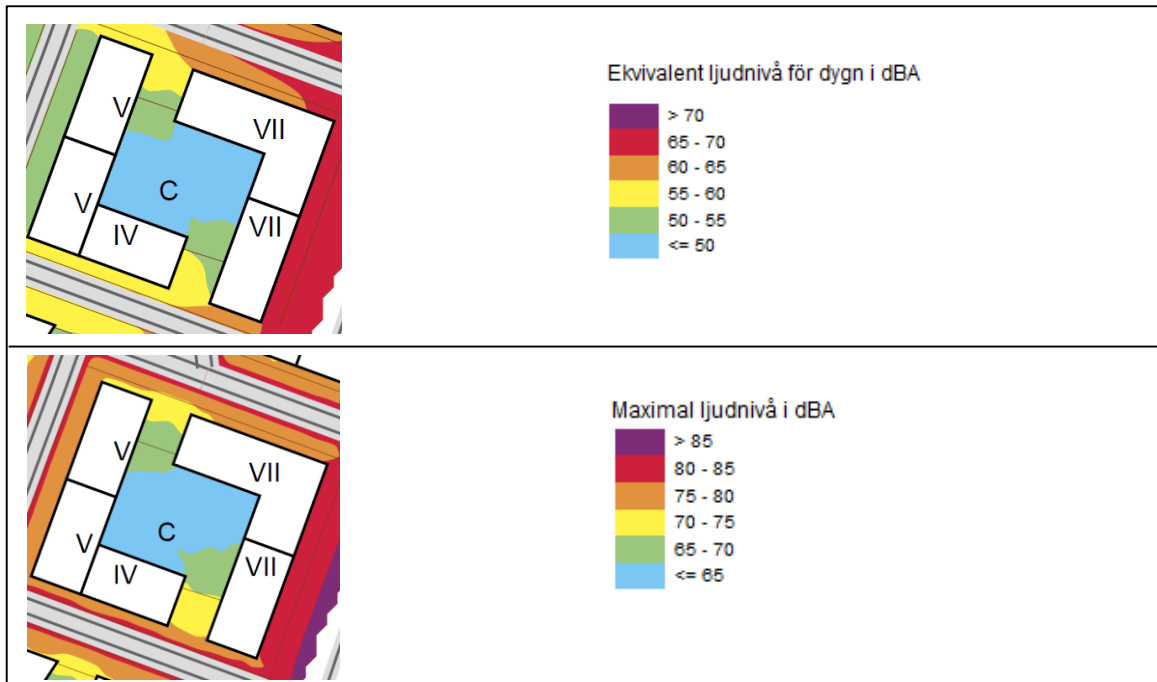 V
VII
V
C
IV
VII
Ekvivalent ljudnivå för dygn i dBA
> 70
65 - 70
60 - 65
55 - 60
50 - 55
<= 50
V
VII
V
C
IV
VII
Maximal ljudnivå i dBA
> 85
80 - 85
75 - 80
70 - 75
65 - 70
<= 65